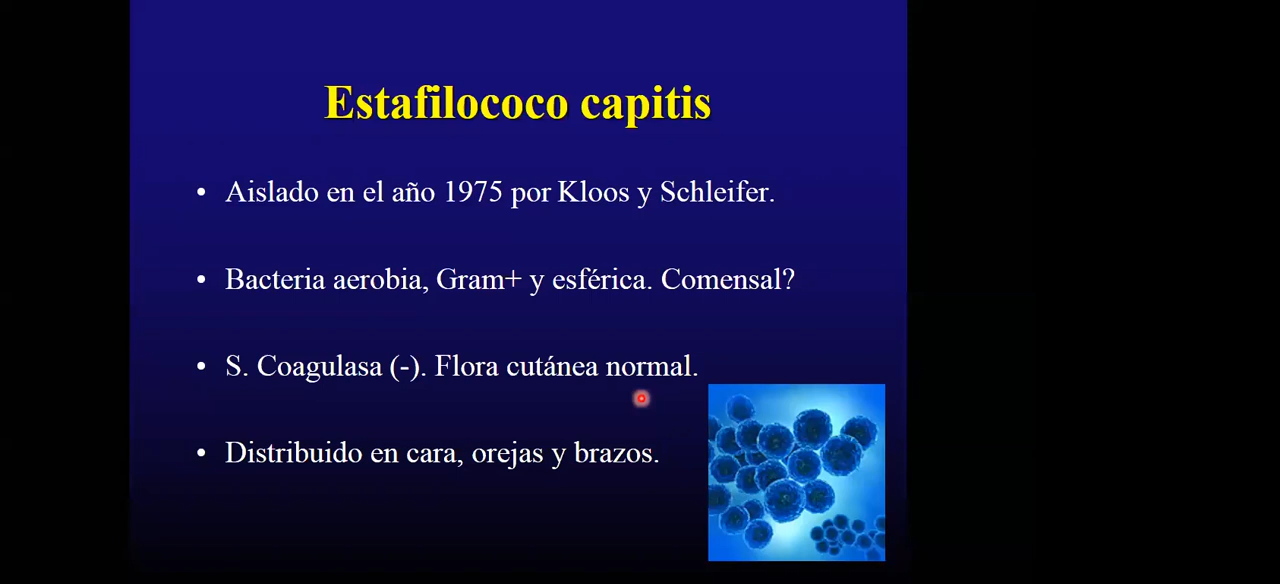 Estafilococo capitis
• Aislado en el año 1975 por Kloos y Schleifer.
• Bacteria aerobia, Gram+ y esférica. Comensal?
• S. Coagulasa (-). Flora cutánea normal.
• Distribuido en cara, orejas y brazos.